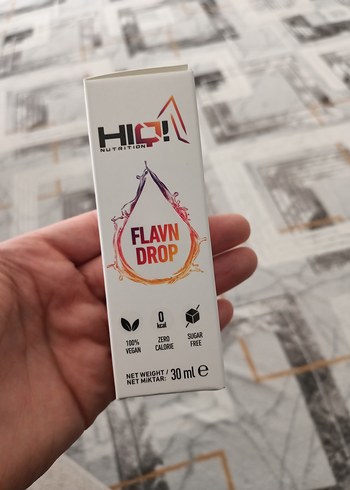 HIQ!
NUTRITION
FLAVN
DROP
0
kcal
100%
VEGAN
ZERO
CALORIE
SUGAR
FREE
NET WEIGHT /
NET MİKTAR: 30 ml ℮